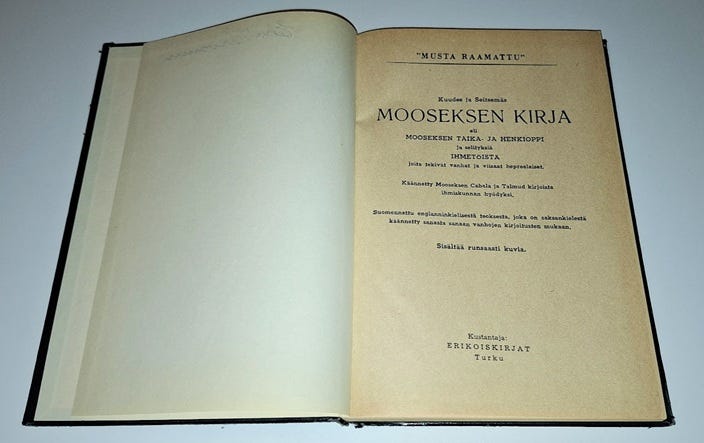 "MUSTA RAAMATTU"
Kuudes ja Seitsemäs
MOOSEKSEN KIRJA
eli
MOOSEKSEN TAIKA- JA HENKIOPPI
ja selityksiä
IHMETÖISTÄ
joita tekivät vanhat ja viisaat heprealaiset.
Käännetty Mooseksen Cabala ja Talmud kirjoista
ihmiskunnan hyödyksi.
Suomennettu englanninkielisestä teoksesta, joka on saksankielestä
käännetty sanasta sanaan vanhojen kirjoitusten mukaan.
Sisältää runsaasti kuvia.
Kustantaja:
ERIKOISKIRJAT
Turku